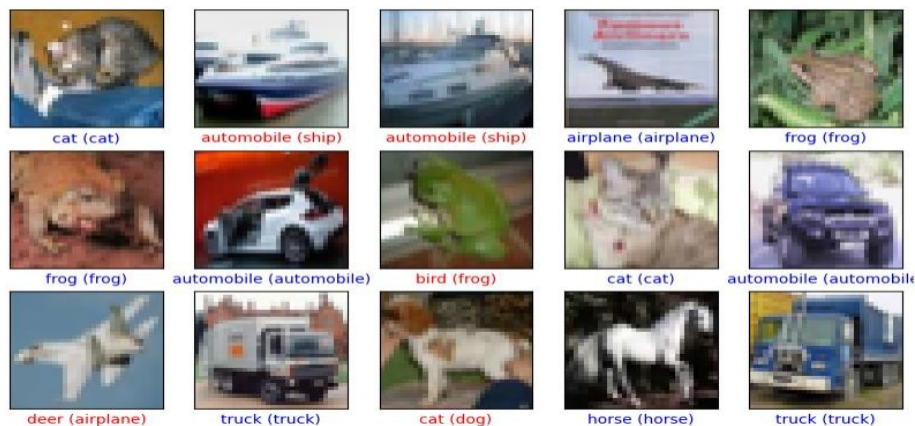 cat (cat)
automobile (ship)
automobile (ship)
airplane (airplane)
frog (frog)
frog (frog)
automobile (automobile)
bird (frog)
cat (cat)
automobile (automobile
deer (airplane)
truck (truck)
cat (dog)
horse (horse)
truck (truck)